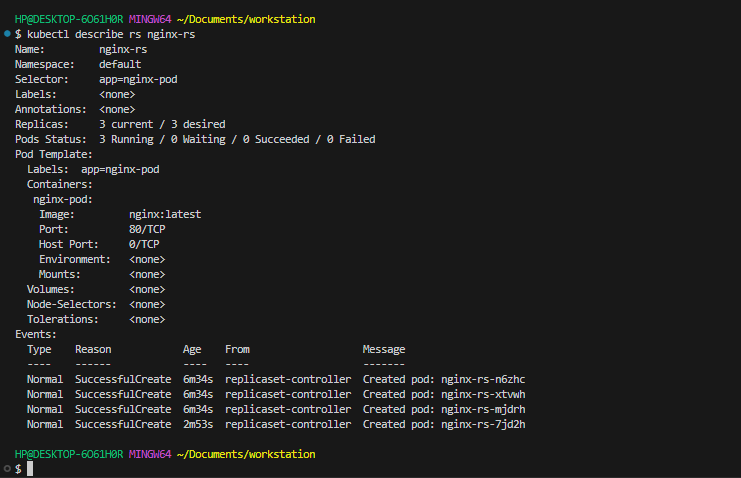 HP@DESKTOP-6O61H0R MINGW64 ~/Documents/workstation
$ kubectl describe rs nginx-rs
Name:         nginx-rs
Namespace:    default
Selector:     app=nginx-pod
Labels:       <none>
Annotations:  <none>
Replicas:     3 current / 3 desired
Pods Status:  3 Running / 0 Waiting / 0 Succeeded / 0 Failed
Pod Template:
  Labels:  app=nginx-pod
  Containers:
   nginx-pod:
    Image:         nginx:latest
    Port:          80/TCP
    Host Port:     0/TCP
    Environment:   <none>
    Mounts:        <none>
  Volumes:         <none>
  Node-Selectors:  <none>
  Tolerations:     <none>
Events:
  Type    Reason            Age    From                   Message
  ----    ------            ----   ----                   -------
  Normal  SuccessfulCreate  6m34s  replicaset-controller  Created pod: nginx-rs-n6zhc
  Normal  SuccessfulCreate  6m34s  replicaset-controller  Created pod: nginx-rs-xtvwh
  Normal  SuccessfulCreate  6m34s  replicaset-controller  Created pod: nginx-rs-mjdrh
  Normal  SuccessfulCreate  2m53s  replicaset-controller  Created pod: nginx-rs-7jd2h
HP@DESKTOP-6O61H0R MINGW64 ~/Documents/workstation
$